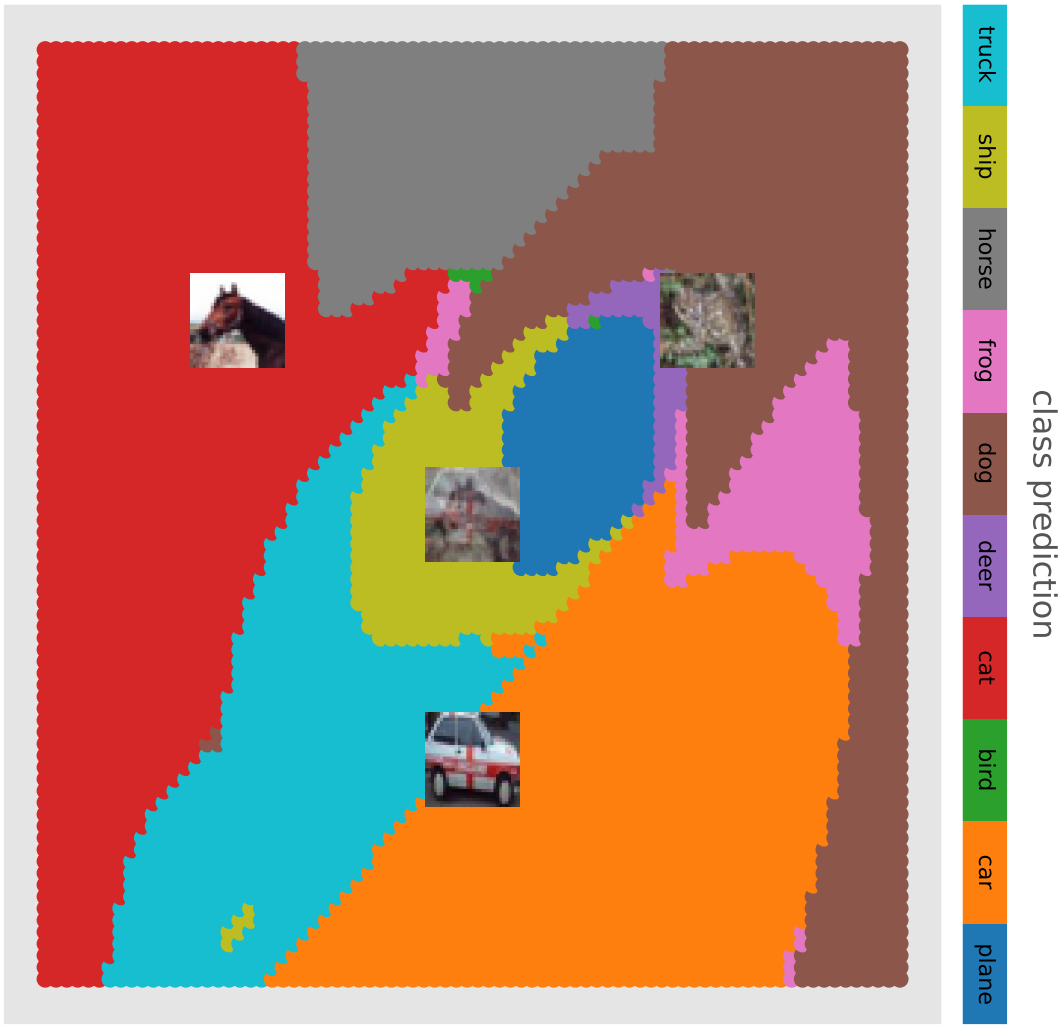 truck
ship
horse
frog
dog
deer
cat
bird
car
plane
class prediction